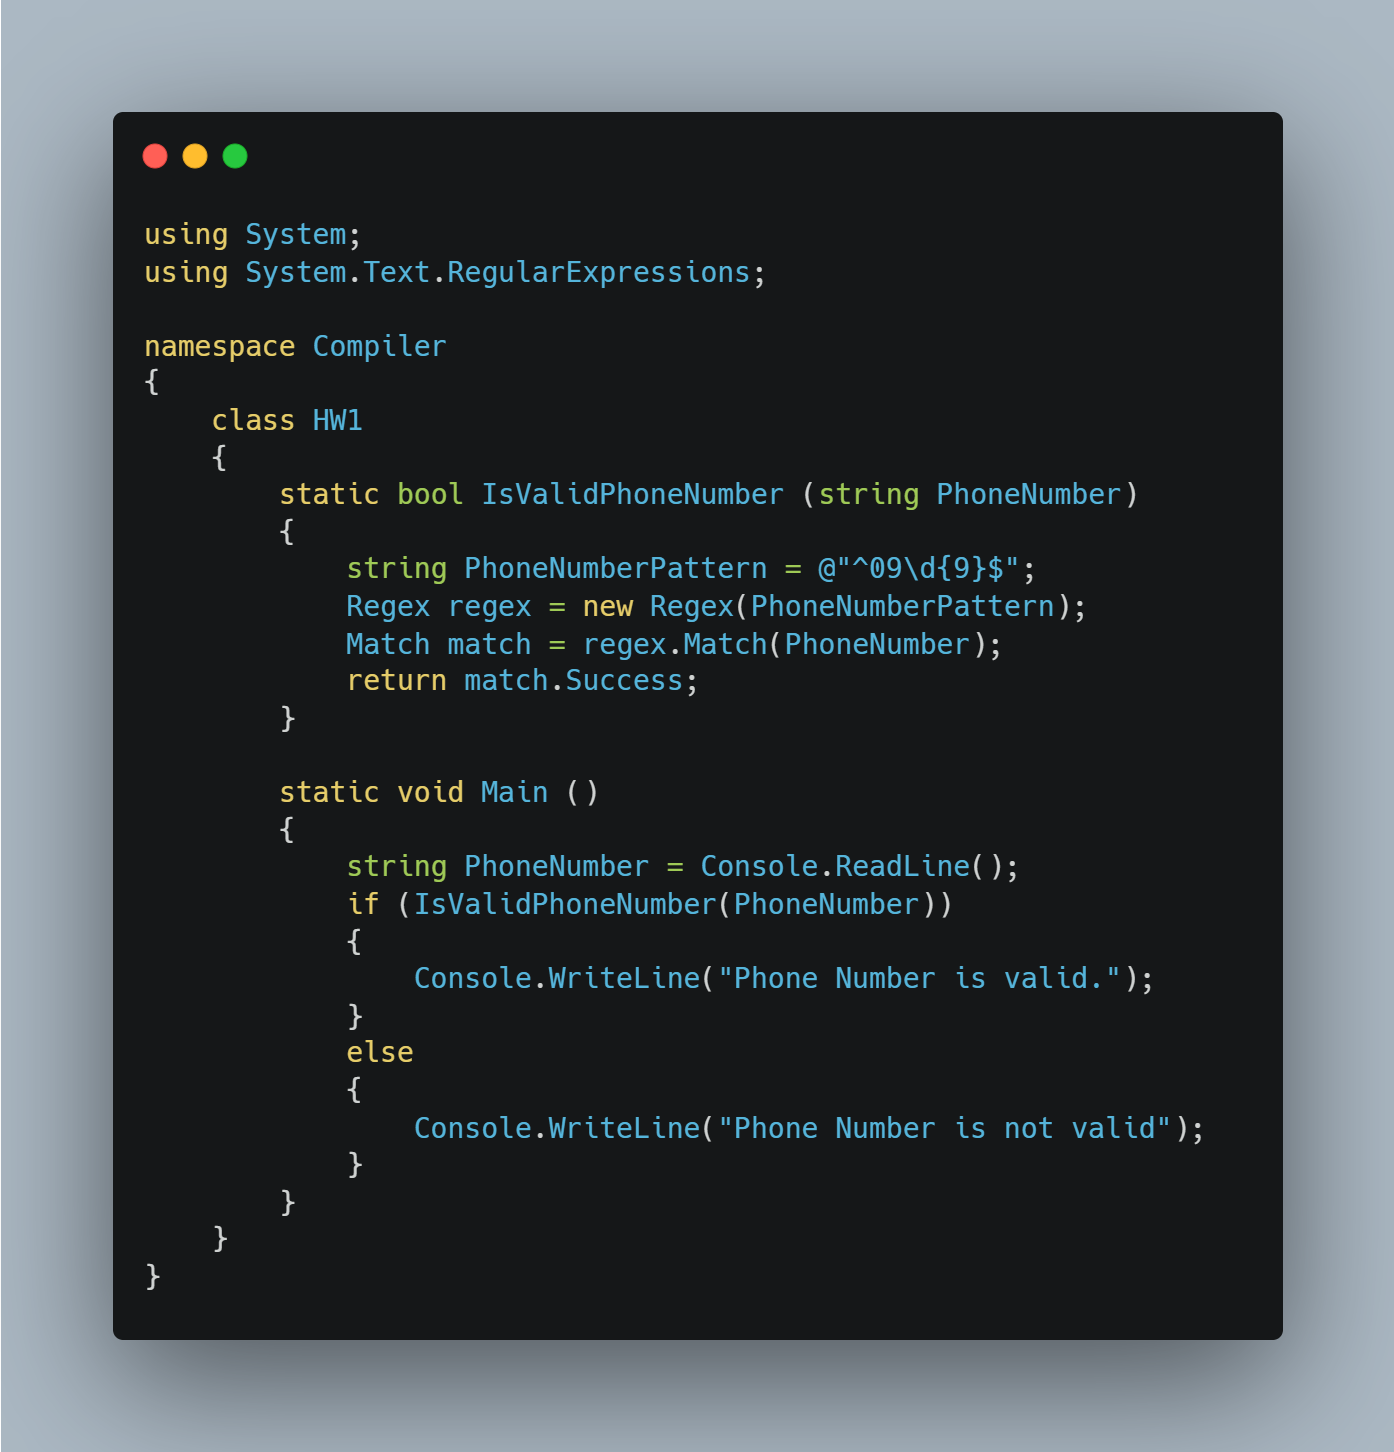 using System;
using System.Text.RegularExpressions;

namespace Compiler
{
    class HW1
    {
        static bool IsValidPhoneNumber (string PhoneNumber)
        {
            string PhoneNumberPattern = @"^09\d{9}$";
            Regex regex = new Regex(PhoneNumberPattern);
            Match match = regex.Match(PhoneNumber);
            return match.Success;
        }

        static void Main ()
        {
            string PhoneNumber = Console.ReadLine();
            if (IsValidPhoneNumber(PhoneNumber))
            {
                Console.WriteLine("Phone Number is valid.");
            }
            else
            {
                Console.WriteLine("Phone Number is not valid");
            }
        }
    }
}